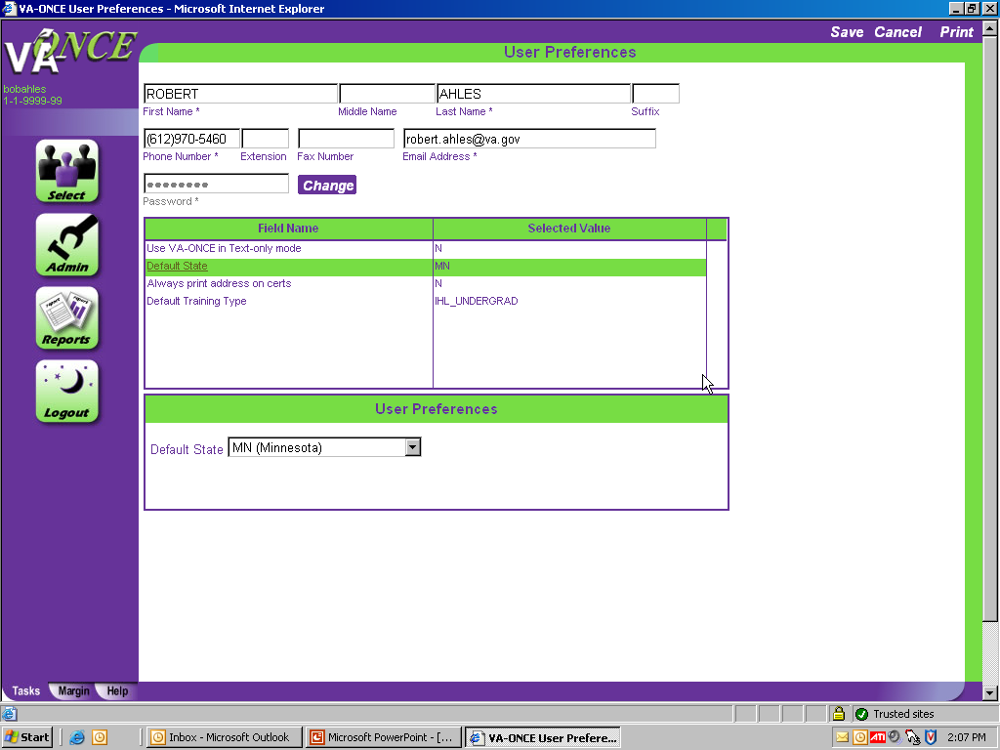 VA-ONCE User Preferences - Microsoft Internet Explorer
VA ONCE
Save Cancel Print
User Preferences
bobahles
1-1-9999-99
ROBERT AHLES
First Name * Middle Name Last Name * Suffix
(612)970-5460 robert.ahles@va.gov
Phone Number * Extension Fax Number Email Address *
Change
Password *
Select
Admin
report report
Reports
Logout
Field Name Selected Value
Use VA-ONCE in Text-only mode N
Default State MN
Always print address on certs N
Default Training Type IHL_UNDERGRAD
User Preferences
Default State MN (Minnesota)
Tasks Margin Help
Trusted sites
Start Inbox - Microsoft Outlook Microsoft PowerPoint - [... VA-ONCE User Prefere... ATI 2:07 PM